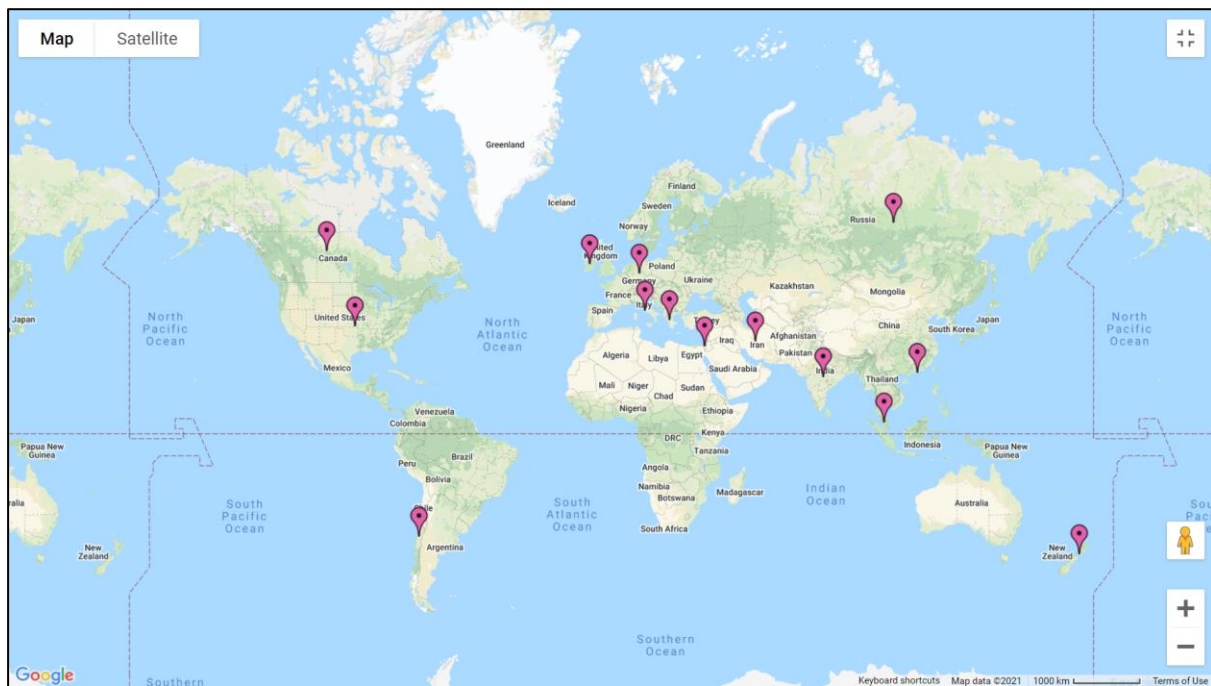 Map
Satellite
Greenland
Iceland
Finland
Sweden
Norway
Russia
United
Kingdom
Canada
Poland
Germany
Ukraine
France
Kazakhstan
Mongolia
Italy
Spain
Turkey
United States
Japan
North
Pacific
Ocean
North
Atlantic
Ocean
China
South Korea
Japan
North
Pacific
Ocean
Iraq
Iran
Afghanistan
Pakistan
Algeria
Libya
Egypt
Saudi Arabia
India
Mexico
Thailand
Mali
Niger
Chad
Sudan
Nigeria
Ethiopia
Venezuela
Colombia
DRC
Kenya
Tanzania
Indonesia
Papua New
Guinea
Papua New
Guinea
Peru
Brazil
Bolivia
Angola
Namibia
Botswana
Madagascar
Indian
Ocean
Australia
ralia
South
Pacific
Ocean
South
Atlantic
Ocean
Chile
South Africa
Sou
Pac
Oc
New
Zealand
Argentina
New
Zealand
Southern
Ocean
Southern
Google
Keyboard shortcuts
Map data ©2021
1000 km
Terms of Use